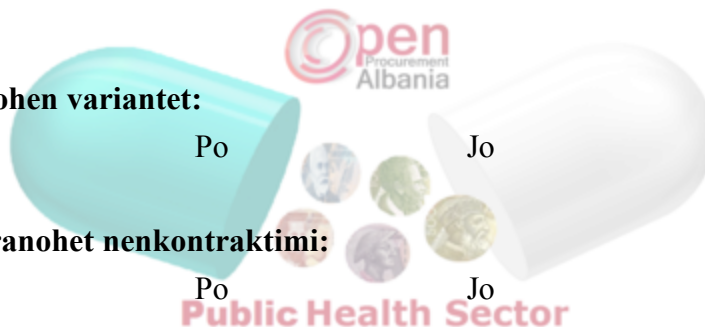 Open
Procurement
Albania
ohen variantet:
Po Jo
ranohet nenkontraktimi:
Po Jo
Public Health Sector